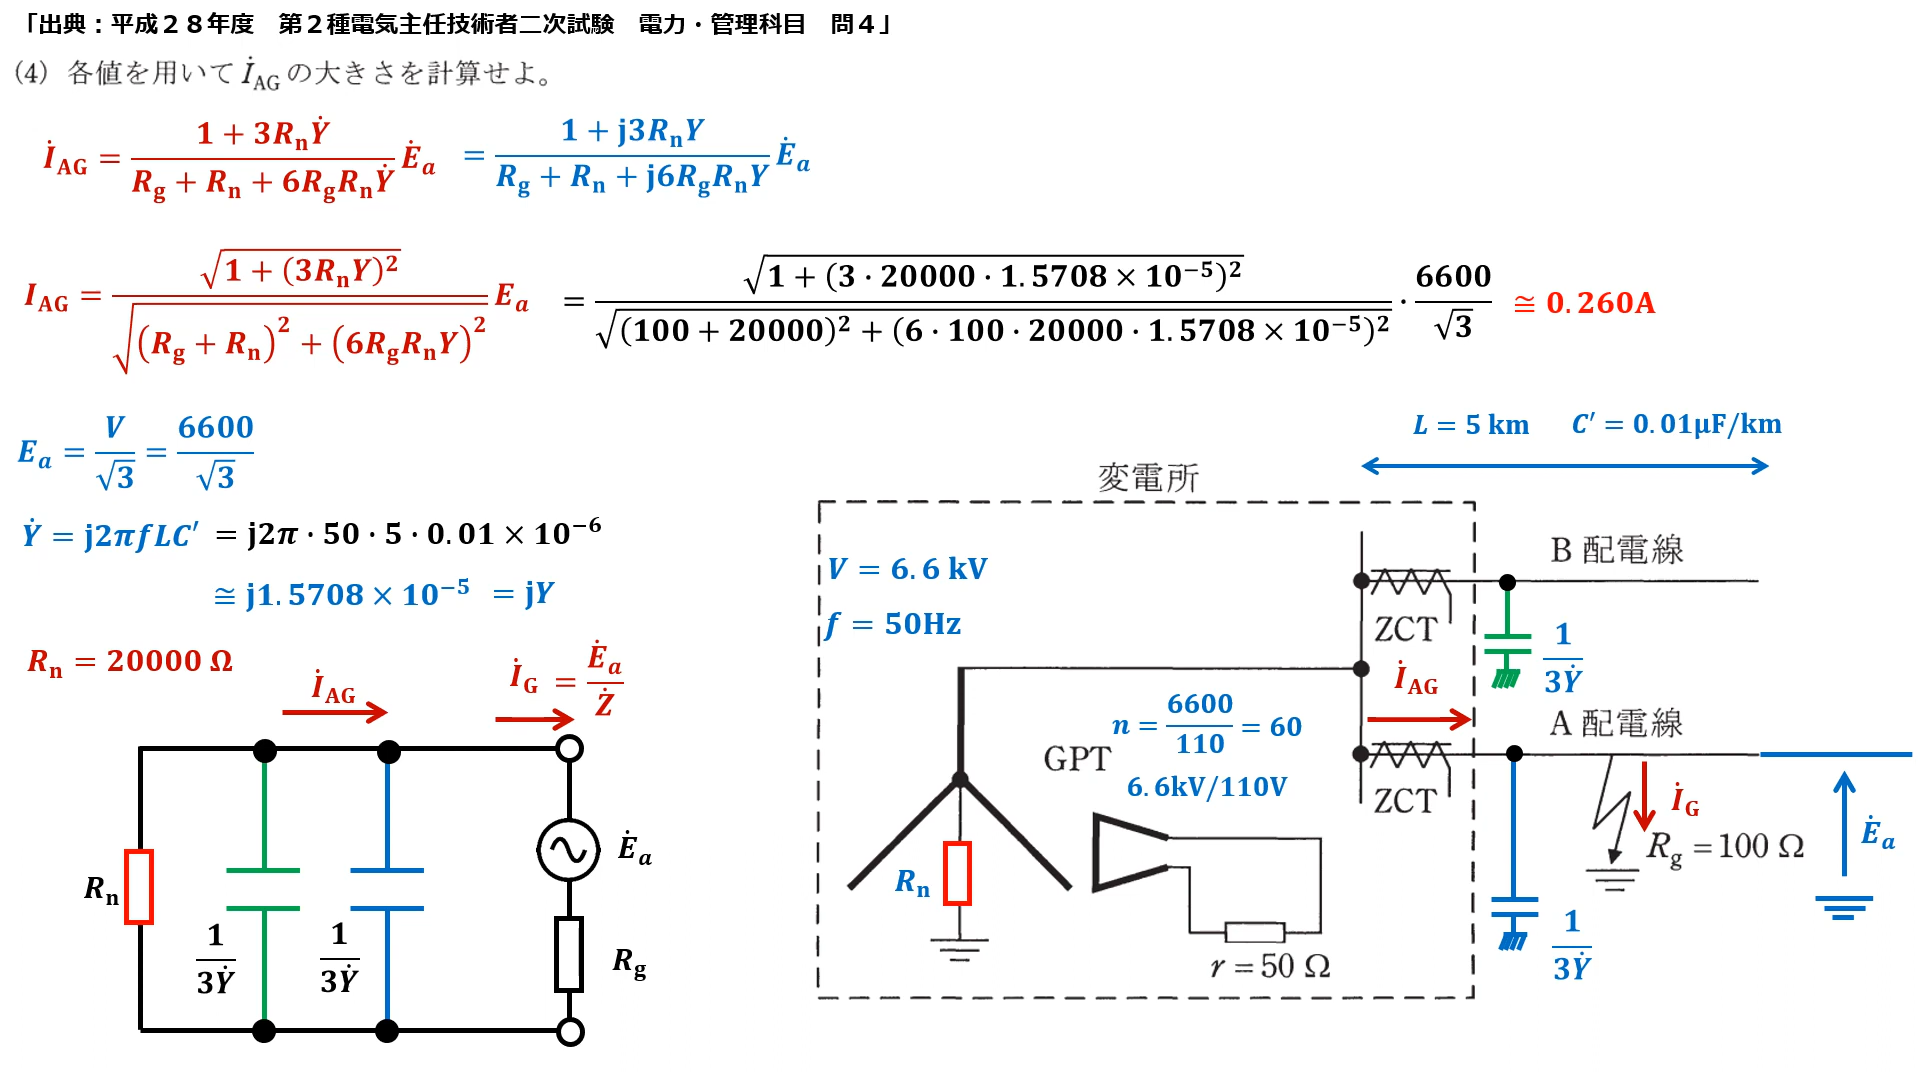 「出典：平成２８年度　第２種電気主任技術者二次試験　電力・管理科目　問４」
(4) 各値を用いて İ_AG の大きさを計算せよ。
İ_AG = (1 + 3R_nẎ)/(R_g + R_n + 6R_gR_nẎ) Ė_a = (1 + j3R_nY)/(R_g + R_n + j6R_gR_nY) Ė_a
I_AG = √(1 + (3R_nY)²)/√((R_g + R_n)² + (6R_gR_nY)²) E_a = √(1 + (3·20000·1.5708×10⁻⁵)²)/√((100 + 20000)² + (6·100·20000·1.5708×10⁻⁵)²) · 6600/√3 ≅ 0.260A
E_a = V/√3 = 6600/√3
Ẏ = j2πfLC′ = j2π·50·5·0.01×10⁻⁶
≅ j1.5708×10⁻⁵ = jY
R_n = 20000 Ω
İ_AG
İ_G = Ė_a/Ż
R_n
1/3Ẏ
1/3Ẏ
Ė_a
R_g
L = 5 km C′ = 0.01μF/km
変電所
V = 6.6 kV
f = 50Hz
B 配電線
ZCT
1/3Ẏ
İ_AG
n = 6600/110 = 60
GPT
6.6kV/110V
A 配電線
ZCT
İ_G
R_g = 100 Ω
Ė_a
R_n
1/3Ẏ
r = 50 Ω